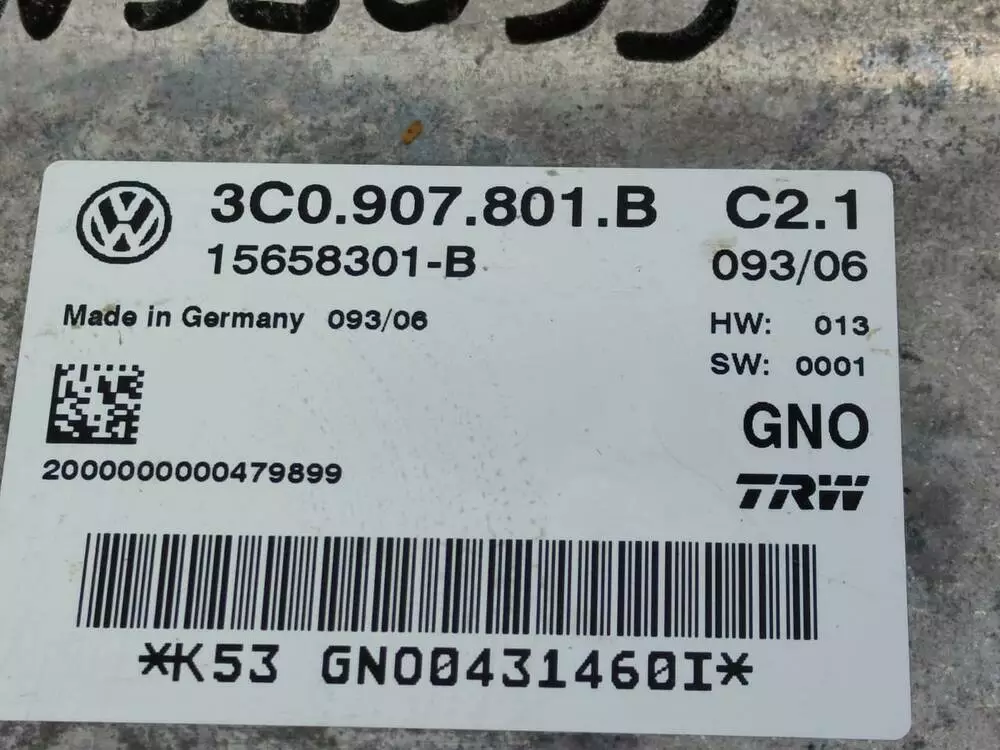 3C0.907.801.B C2.1
15658301-B 093/06
Made in Germany 093/06
HW: 013
SW: 0001
GNO
2000000000479899
TRW
*K53 GNO0431460I*